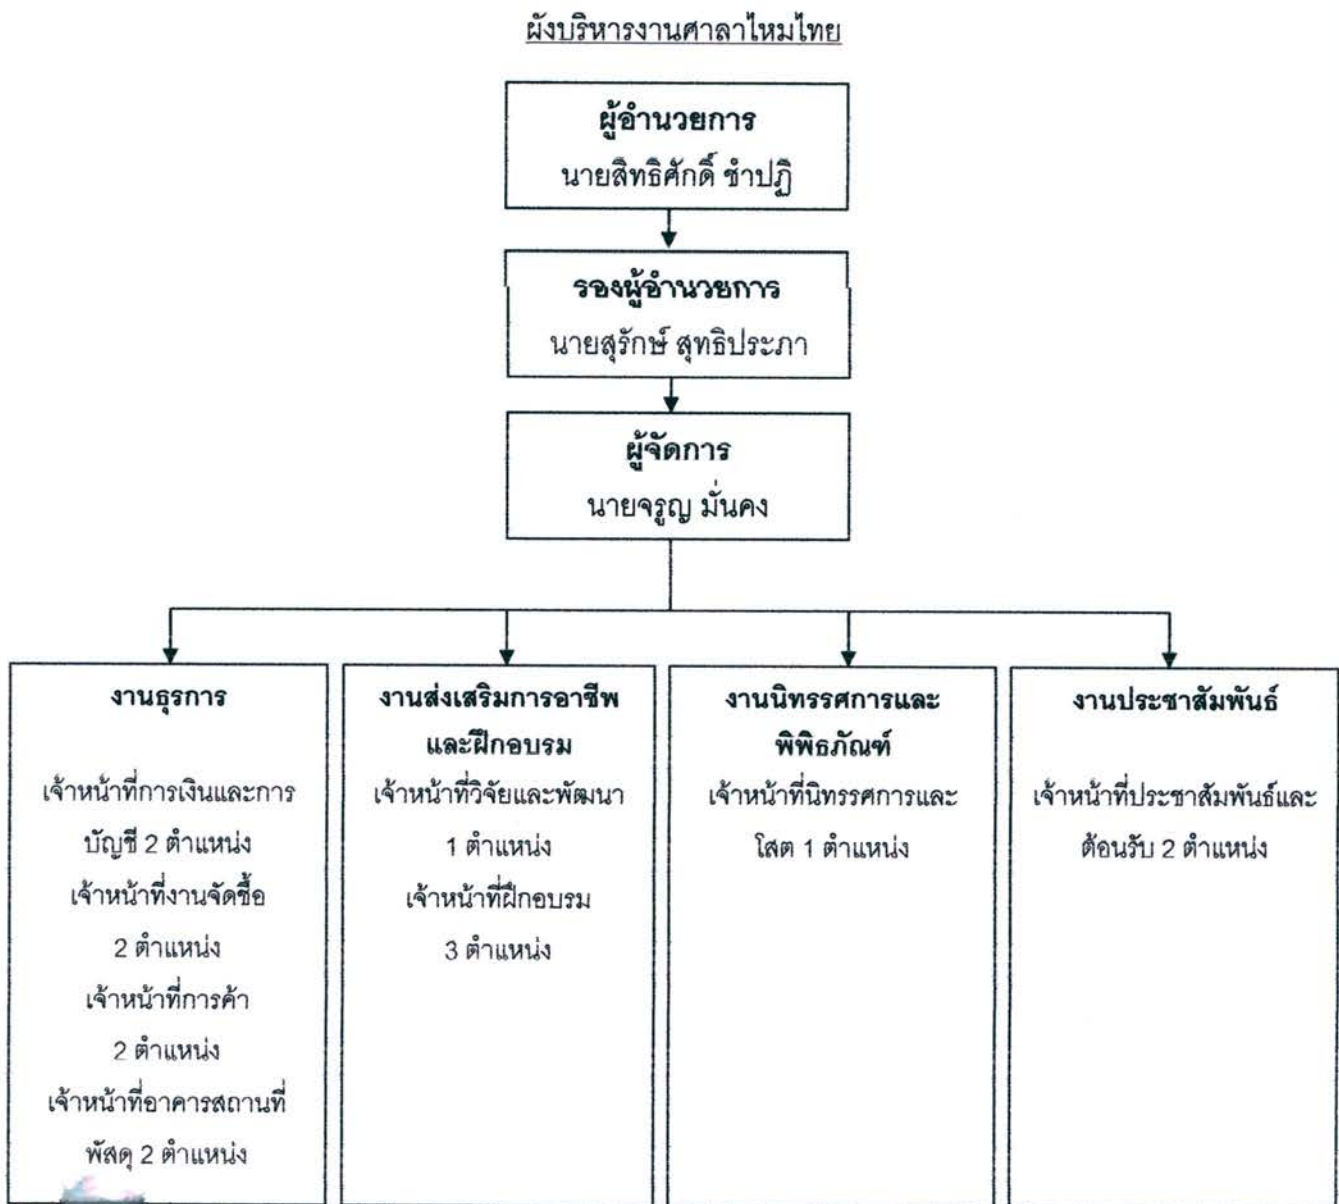 ผังบริหารงานศาลาไหมไทย
ผู้อำนวยการ
นายสิทธิศักดิ์ ชำปฏิ
รองผู้อำนวยการ
นายสุรักษ์ สุทธิประภา
ผู้จัดการ
นายจรูญ มั่นคง
งานธุรการ
เจ้าหน้าที่การเงินและการ
บัญชี 2 ตำแหน่ง
เจ้าหน้าที่งานจัดซื้อ
2 ตำแหน่ง
เจ้าหน้าที่การค้า
2 ตำแหน่ง
เจ้าหน้าที่อาคารสถานที่
พัสดุ 2 ตำแหน่ง
งานส่งเสริมการอาชีพ
และฝึกอบรม
เจ้าหน้าที่วิจัยและพัฒนา
1 ตำแหน่ง
เจ้าหน้าที่ฝึกอบรม
3 ตำแหน่ง
งานนิทรรศการและ
พิพิธภัณฑ์
เจ้าหน้าที่นิทรรศการและ
โสต 1 ตำแหน่ง
งานประชาสัมพันธ์
เจ้าหน้าที่ประชาสัมพันธ์และ
ต้อนรับ 2 ตำแหน่ง